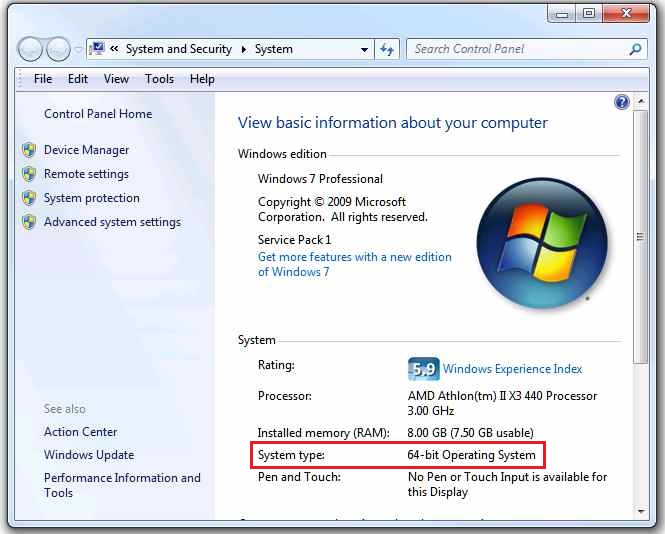 « System and Security ▸ System
Search Control Panel
File Edit View Tools Help
Control Panel Home
Device Manager
Remote settings
System protection
Advanced system settings
See also
Action Center
Windows Update
Performance Information and
Tools
View basic information about your computer
Windows edition
Windows 7 Professional
Copyright © 2009 Microsoft
Corporation. All rights reserved.
Service Pack 1
Get more features with a new edition
of Windows 7
System
Rating: 5.9 Windows Experience Index
Processor: AMD Athlon(tm) II X3 440 Processor
3.00 GHz
Installed memory (RAM): 8.00 GB (7.50 GB usable)
System type: 64-bit Operating System
Pen and Touch: No Pen or Touch Input is available for
this Display